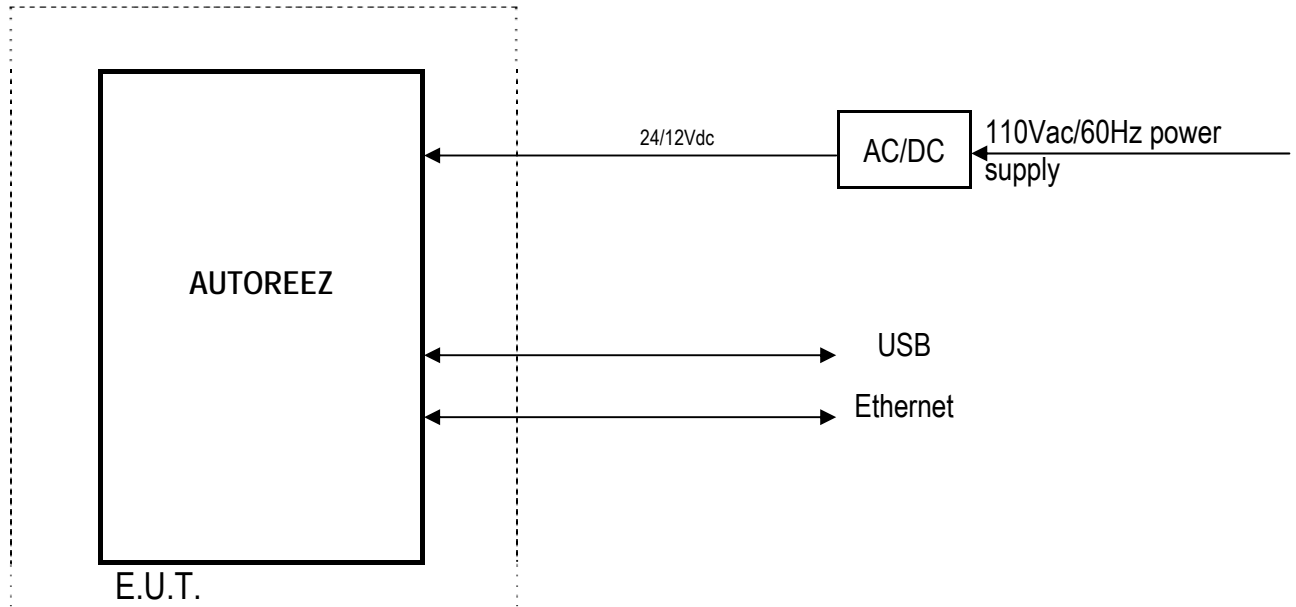 24/12Vdc
AC/DC
110Vac/60Hz power
supply
AUTOREEZ
USB
Ethernet
E.U.T.